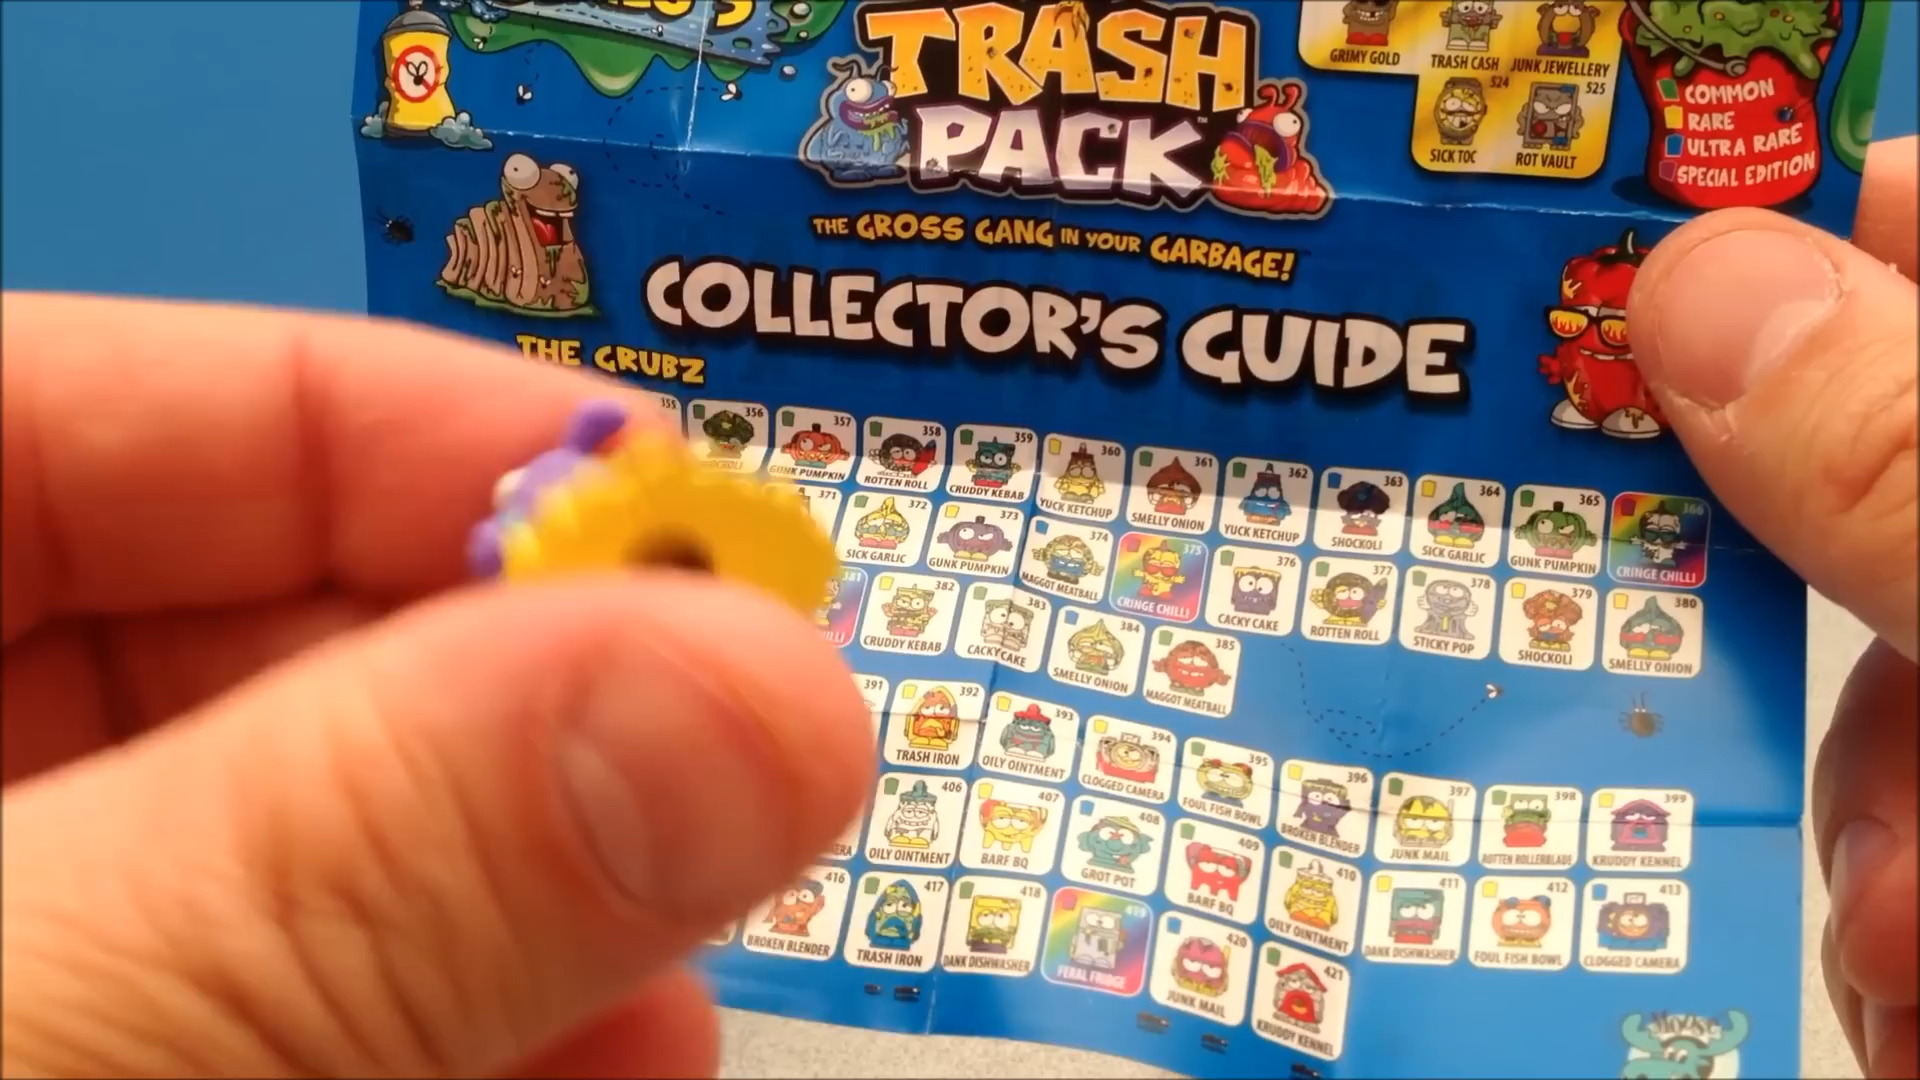 TRASH
PACK™
THE GROSS GANG IN YOUR GARBAGE!
COLLECTOR'S GUIDE
GRIMY GOLD
TRASH CASH
JUNK JEWELLERY
524
525
SICK TOC
ROT VAULT
COMMON
RARE
ULTRA RARE
SPECIAL EDITION
THE GRUBZ
355
356
357 GUNK PUMPKIN
358 ROTTEN ROLL
359 CRUDDY KEBAB
360 YUCK KETCHUP
361 SMELLY ONION
362 YUCK KETCHUP
363 SHOCKOLI
364 SICK GARLIC
365 GUNK PUMPKIN
366 CRINGE CHILLI
371
372 SICK GARLIC
373 GUNK PUMPKIN
374 MAGGOT MEATBALL
375 CRINGE CHILLI
376 CACKY CAKE
377 ROTTEN ROLL
378 STICKY POP
379 SHOCKOLI
380 SMELLY ONION
381
382 CRUDDY KEBAB
383 CACKY CAKE
384 SMELLY ONION
385 MAGGOT MEATBALL
391
392 TRASH IRON
393 OILY OINTMENT
394 CLOGGED CAMERA
395 FOUL FISH BOWL
396 BROKEN BLENDER
397 JUNK MAIL
398 ROTTEN ROLLERBLADE
399 KRUDDY KENNEL
406 OILY OINTMENT
407 BARF BQ
408 GROT POT
409 BARF BQ
410 OILY OINTMENT
411 DANK DISHWASHER
412 FOUL FISH BOWL
413 CLOGGED CAMERA
416 BROKEN BLENDER
417 TRASH IRON
418 DANK DISHWASHER
419 FERAL FRIDGE
420 JUNK MAIL
421 KRUDDY KENNEL
Moose